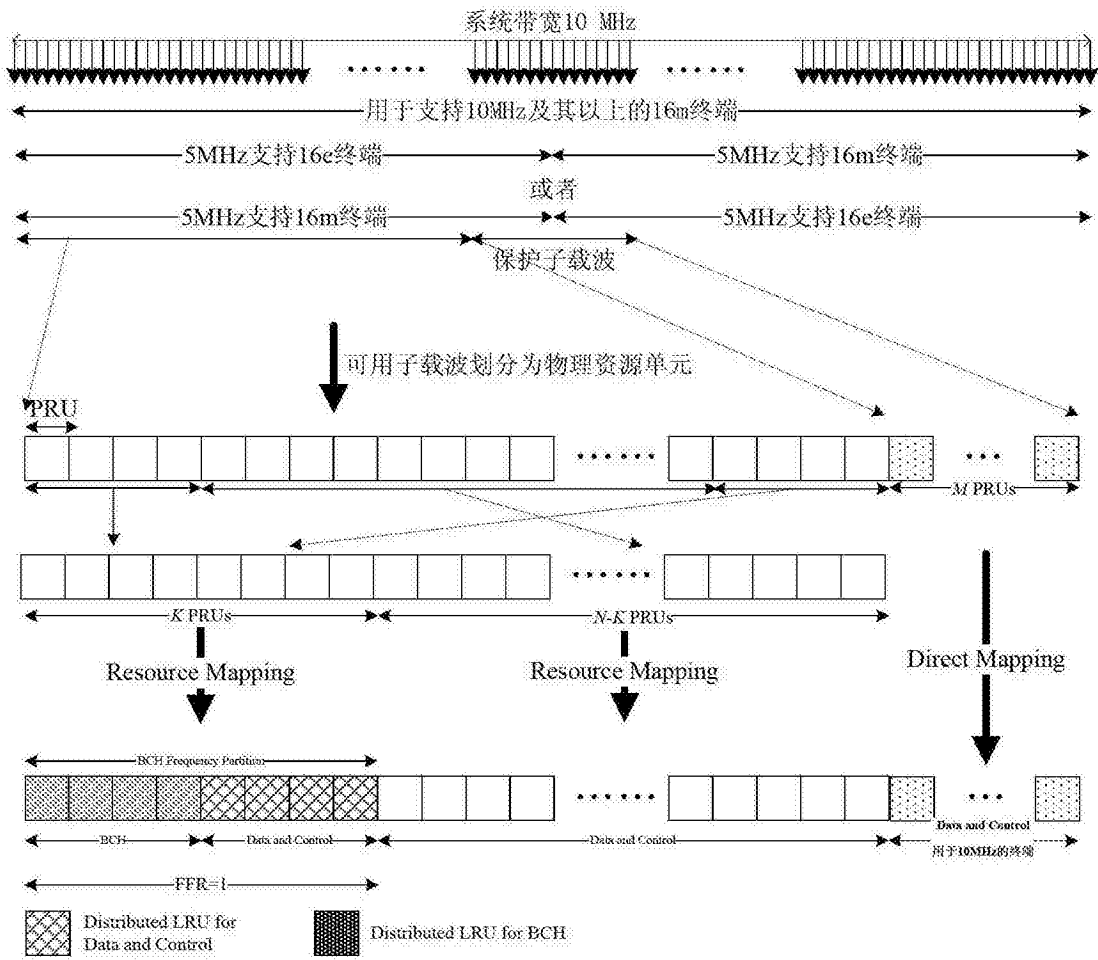 系统带宽10 MHz
用于支持10MHz及其以上的16m终端
5MHz支持16e终端
5MHz支持16m终端
或者
5MHz支持16m终端
5MHz支持16e终端
保护子载波
可用子载波划分为物理资源单元
PRU
M PRUs
K PRUs
N-K PRUs
Resource Mapping
Resource Mapping
Direct Mapping
BCH Frequency Partition
BCH
Data and Control
Data and Control
Data and Control
用于10MHz的终端
FFR=1
Distributed LRU for
Data and Control
Distributed LRU for BCH